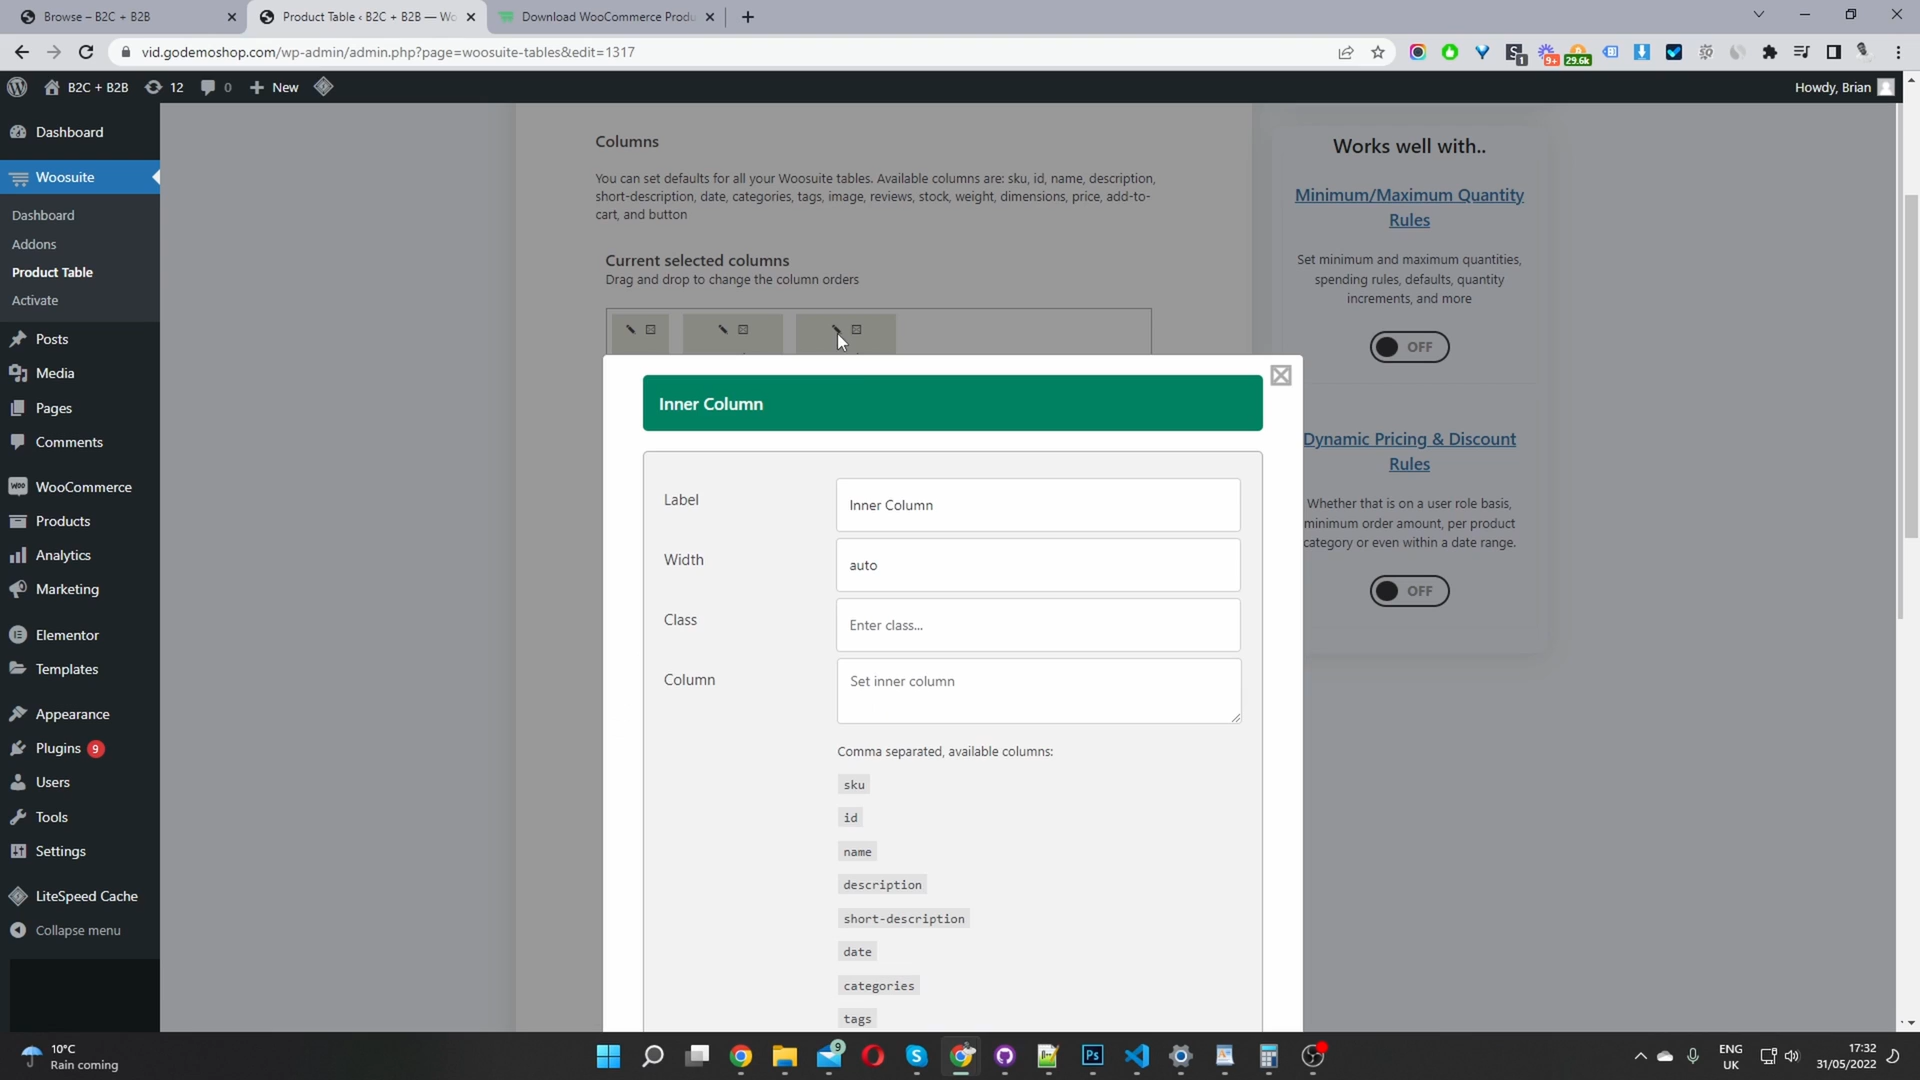 Browse – B2C + B2B
Product Table ‹ B2C + B2B — Wo
Download WooCommerce Produ
vid.godemoshop.com/wp-admin/admin.php?page=woosuite-tables&edit=1317
1
9+
29.6k
B2C + B2B
12
0
New
Howdy, Brian
Dashboard
Woosuite
Dashboard
Addons
Product Table
Activate
Posts
Media
Pages
Comments
WooCommerce
Products
Analytics
Marketing
Elementor
Templates
Appearance
Plugins 9
Users
Tools
Settings
LiteSpeed Cache
Collapse menu
Columns
You can set defaults for all your Woosuite tables. Available columns are: sku, id, name, description,
short-description, date, categories, tags, image, reviews, stock, weight, dimensions, price, add-to-
cart, and button
Current selected columns
Drag and drop to change the column orders
Inner Column
Label
Inner Column
Width
auto
Class
Enter class...
Column
Set inner column
Comma separated, available columns:
sku
id
name
description
short-description
date
categories
tags
Works well with..
Minimum/Maximum Quantity
Rules
Set minimum and maximum quantities,
spending rules, defaults, quantity
increments, and more
OFF
Dynamic Pricing & Discount
Rules
Whether that is on a user role basis,
minimum order amount, per product
category or even within a date range.
OFF
10°C
Rain coming
9
Ps
ENG
UK
17:32
31/05/2022